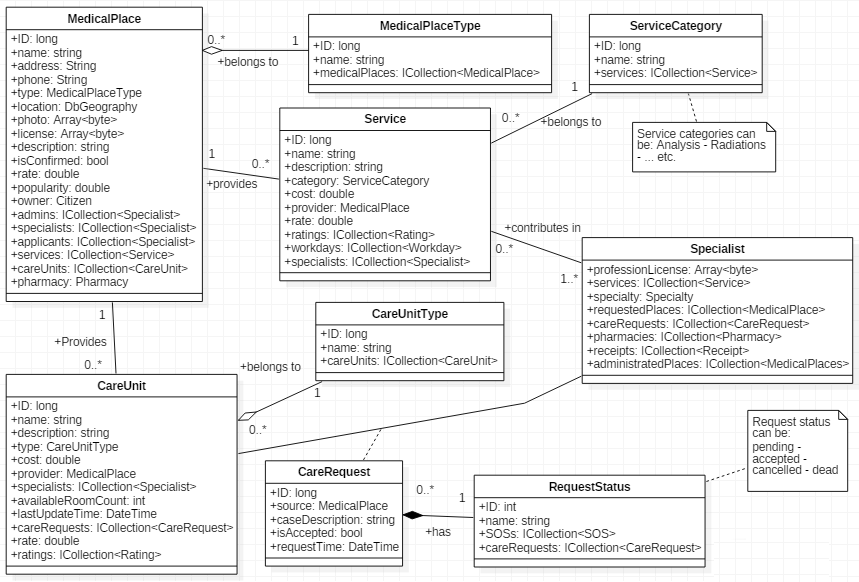 MedicalPlace
+ID: long
+name: string
+address: String
+phone: String
+type: MedicalPlaceType
+location: DbGeography
+photo: Array<byte>
+license: Array<byte>
+description: string
+isConfirmed: bool
+rate: double
+popularity: double
+owner: Citizen
+admins: ICollection<Specialist>
+specialists: ICollection<Specialist>
+applicants: ICollection<Specialist>
+services: ICollection<Service>
+careUnits: ICollection<CareUnit>
+pharmacy: Pharmacy
0..*
1
+belongs to
MedicalPlaceType
+ID: long
+name: string
+medicalPlaces: ICollection<MedicalPlace>
ServiceCategory
+ID: long
+name: string
+services: ICollection<Service>
1
0..*
+belongs to
Service categories can
be: Analysis - Radiations
- ... etc.
Service
+ID: long
+name: string
+description: string
+category: ServiceCategory
+cost: double
+provider: MedicalPlace
+rate: double
+ratings: ICollection<Rating>
+workdays: ICollection<Workday>
+specialists: ICollection<Specialist>
1
0..*
+provides
+contributes in
0..*
1..*
Specialist
+professionLicense: Array<byte>
+services: ICollection<Service>
+specialty: Specialty
+requestedPlaces: ICollection<MedicalPlace>
+careRequests: ICollection<CareRequest>
+pharmacies: ICollection<Pharmacy>
+receipts: ICollection<Receipt>
+administratedPlaces: ICollection<MedicalPlaces>
1
+Provides
0..*
CareUnitType
+ID: long
+name: string
+careUnits: ICollection<CareUnit>
+belongs to
1
0..*
CareUnit
+ID: long
+name: string
+description: string
+type: CareUnitType
+cost: double
+provider: MedicalPlace
+specialists: ICollection<Specialist>
+availableRoomCount: int
+lastUpdateTime: DateTime
+careRequests: ICollection<CareRequest>
+rate: double
+ratings: ICollection<Rating>
CareRequest
+ID: long
+source: MedicalPlace
+caseDescription: string
+isAccepted: bool
+requestTime: DateTime
0..*
1
+has
RequestStatus
+ID: int
+name: string
+SOSs: ICollection<SOS>
+careRequests: ICollection<CareRequest>
Request status
can be:
pending -
accepted -
cancelled - dead